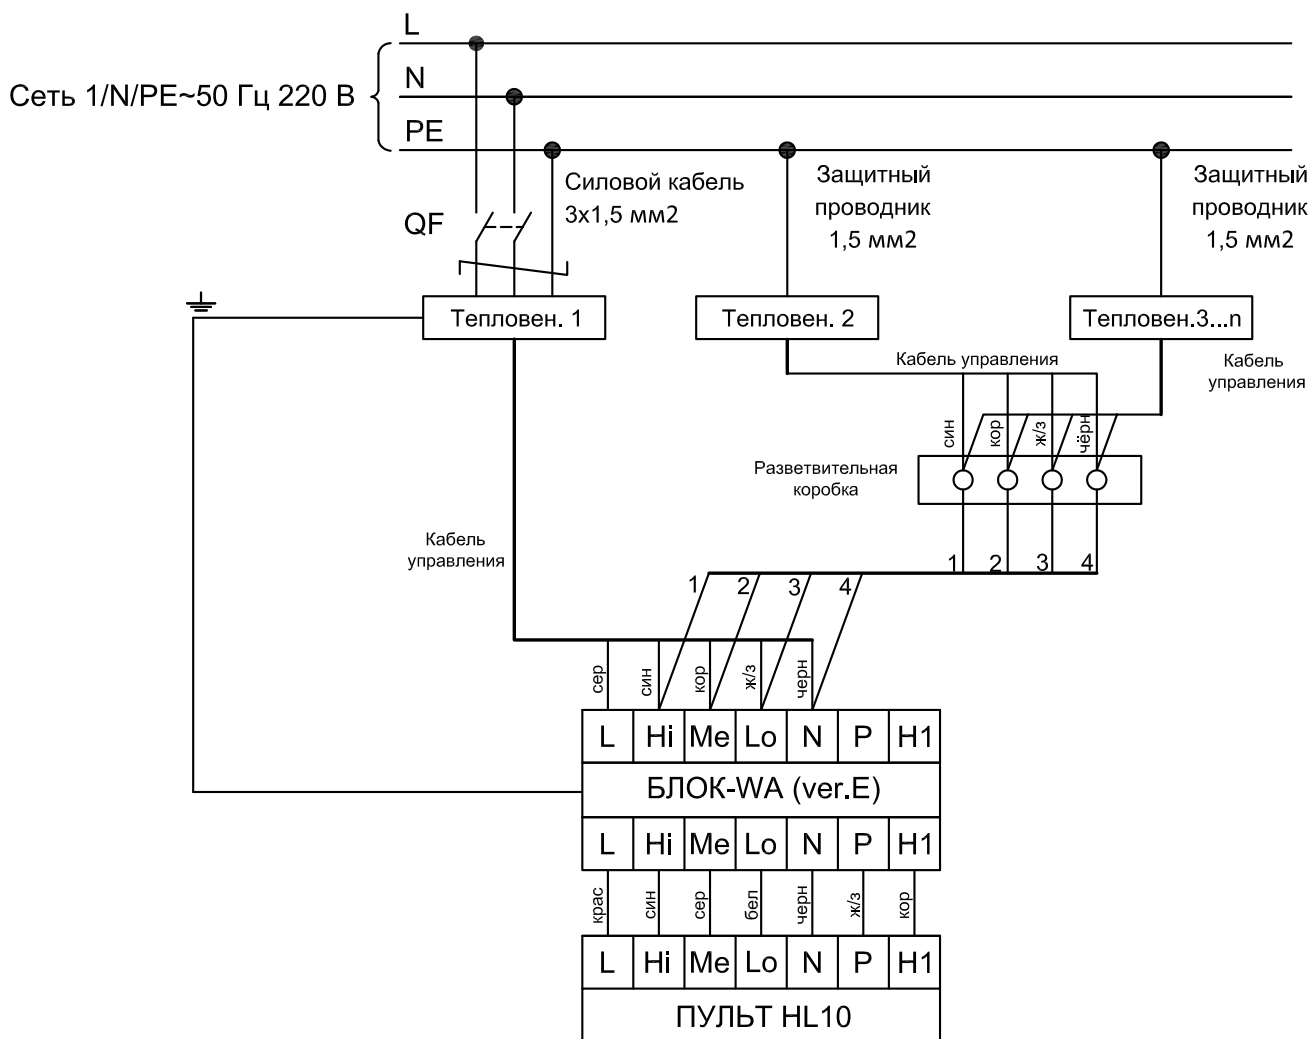 L
N
Сеть 1/N/PE~50 Гц 220 В
PE
Силовой кабель
3x1,5 мм2
Защитный
проводник
1,5 мм2
Защитный
проводник
1,5 мм2
QF
Тепловен. 1
Тепловен. 2
Тепловен.3...n
Кабель управления
Кабель
управления
син
кор
ж/з
чёрн
Разветвительная
коробка
Кабель
управления
1 2 3 4
1 2 3 4
сер
син
кор
ж/з
черн
L Hi Me Lo N P H1
БЛОК-WA (ver.E)
L Hi Me Lo N P H1
крас
син
сер
бел
черн
ж/з
кор
L Hi Me Lo N P H1
ПУЛЬТ HL10